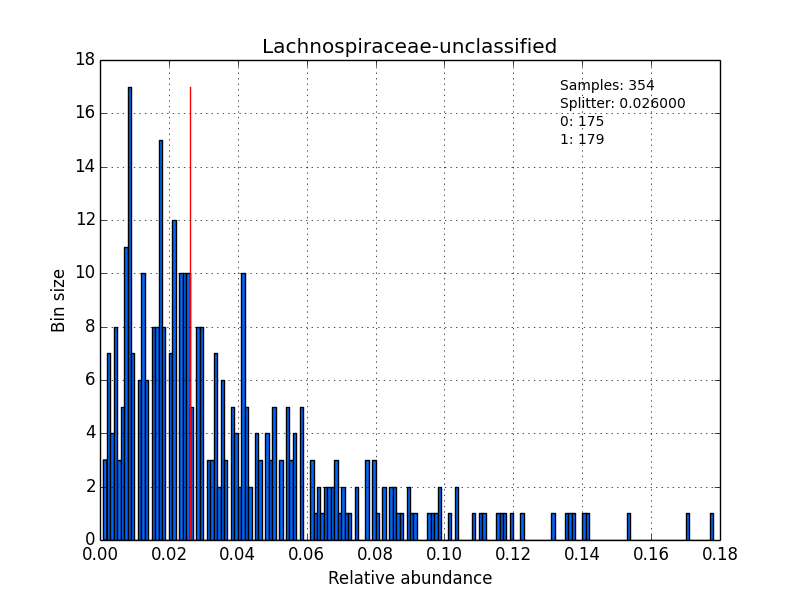 Lachnospiraceae-unclassified
18
16
14
12
10
8
6
4
2
0
Bin size
Samples: 354
Splitter: 0.026000
0: 175
1: 179
0.00 0.02 0.04 0.06 0.08 0.10 0.12 0.14 0.16 0.18
Relative abundance